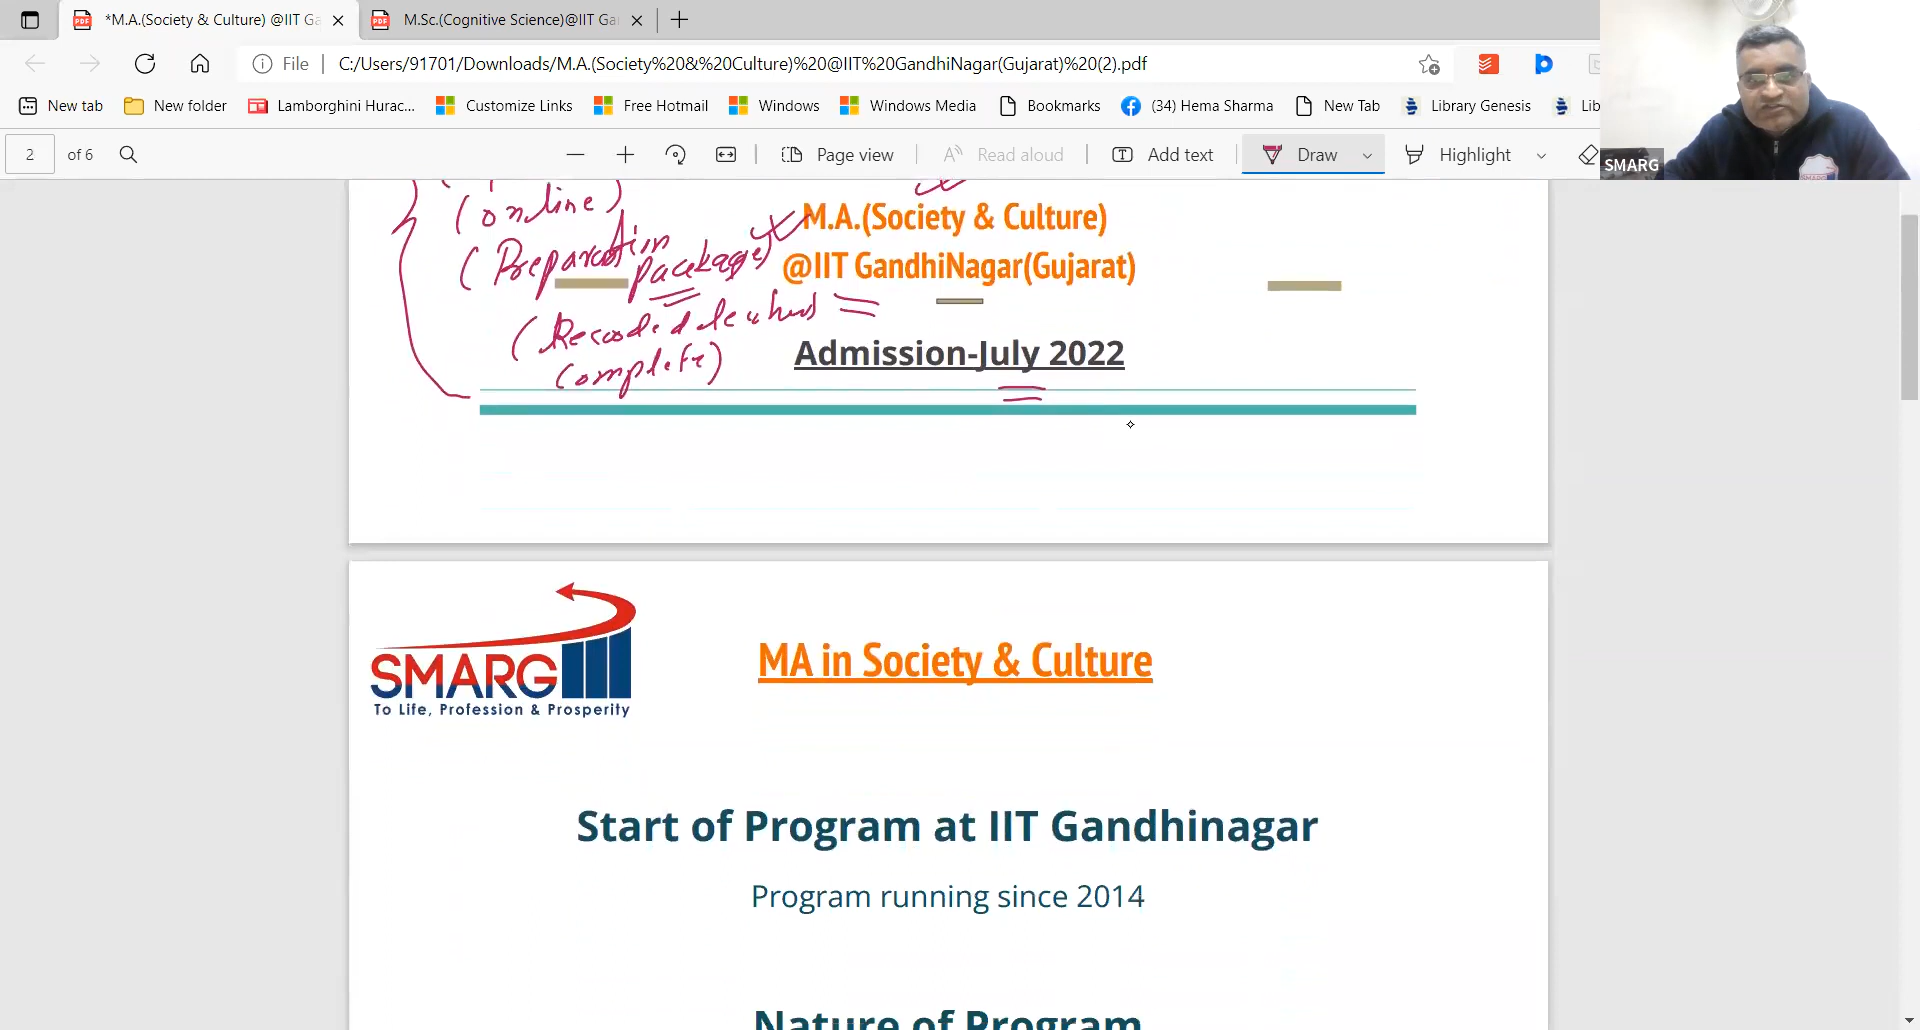 *M.A.(Society & Culture) @IIT Ga
M.Sc.(Cognitive Science)@IIT Ga
File
C:/Users/91701/Downloads/M.A.(Society%20&%20Culture)%20@IIT%20GandhiNagar(Gujarat)%20(2).pdf
New tab
New folder
Lamborghini Hurac...
Customize Links
Free Hotmail
Windows
Windows Media
Bookmarks
(34) Hema Sharma
New Tab
Library Genesis
Lib
2 of 6
Page view
Read aloud
Add text
Draw
Highlight
SMARG
(online)
(Preparation
package)
(Recorded
complete)
M.A.(Society & Culture)
@IIT GandhiNagar(Gujarat)
Admission-July 2022
SMARG
To Life, Profession & Prosperity
MA in Society & Culture
Start of Program at IIT Gandhinagar
Program running since 2014
Nature of Program